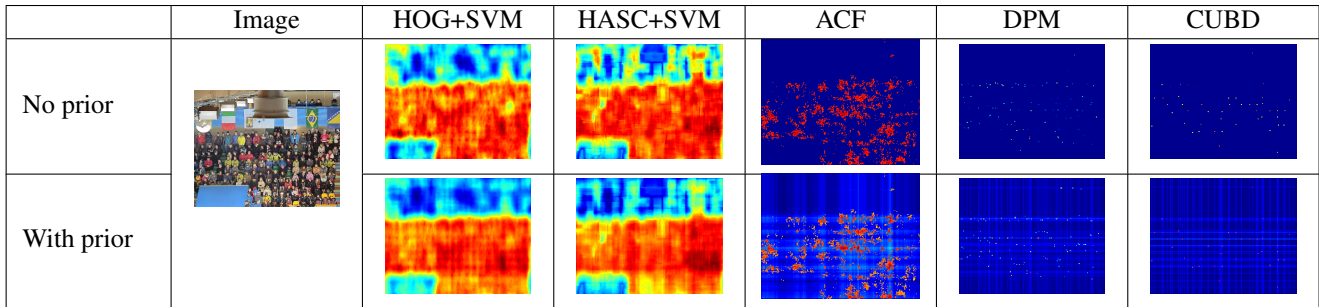 Image HOG+SVM HASC+SVM ACF DPM CUBD
No prior
With prior